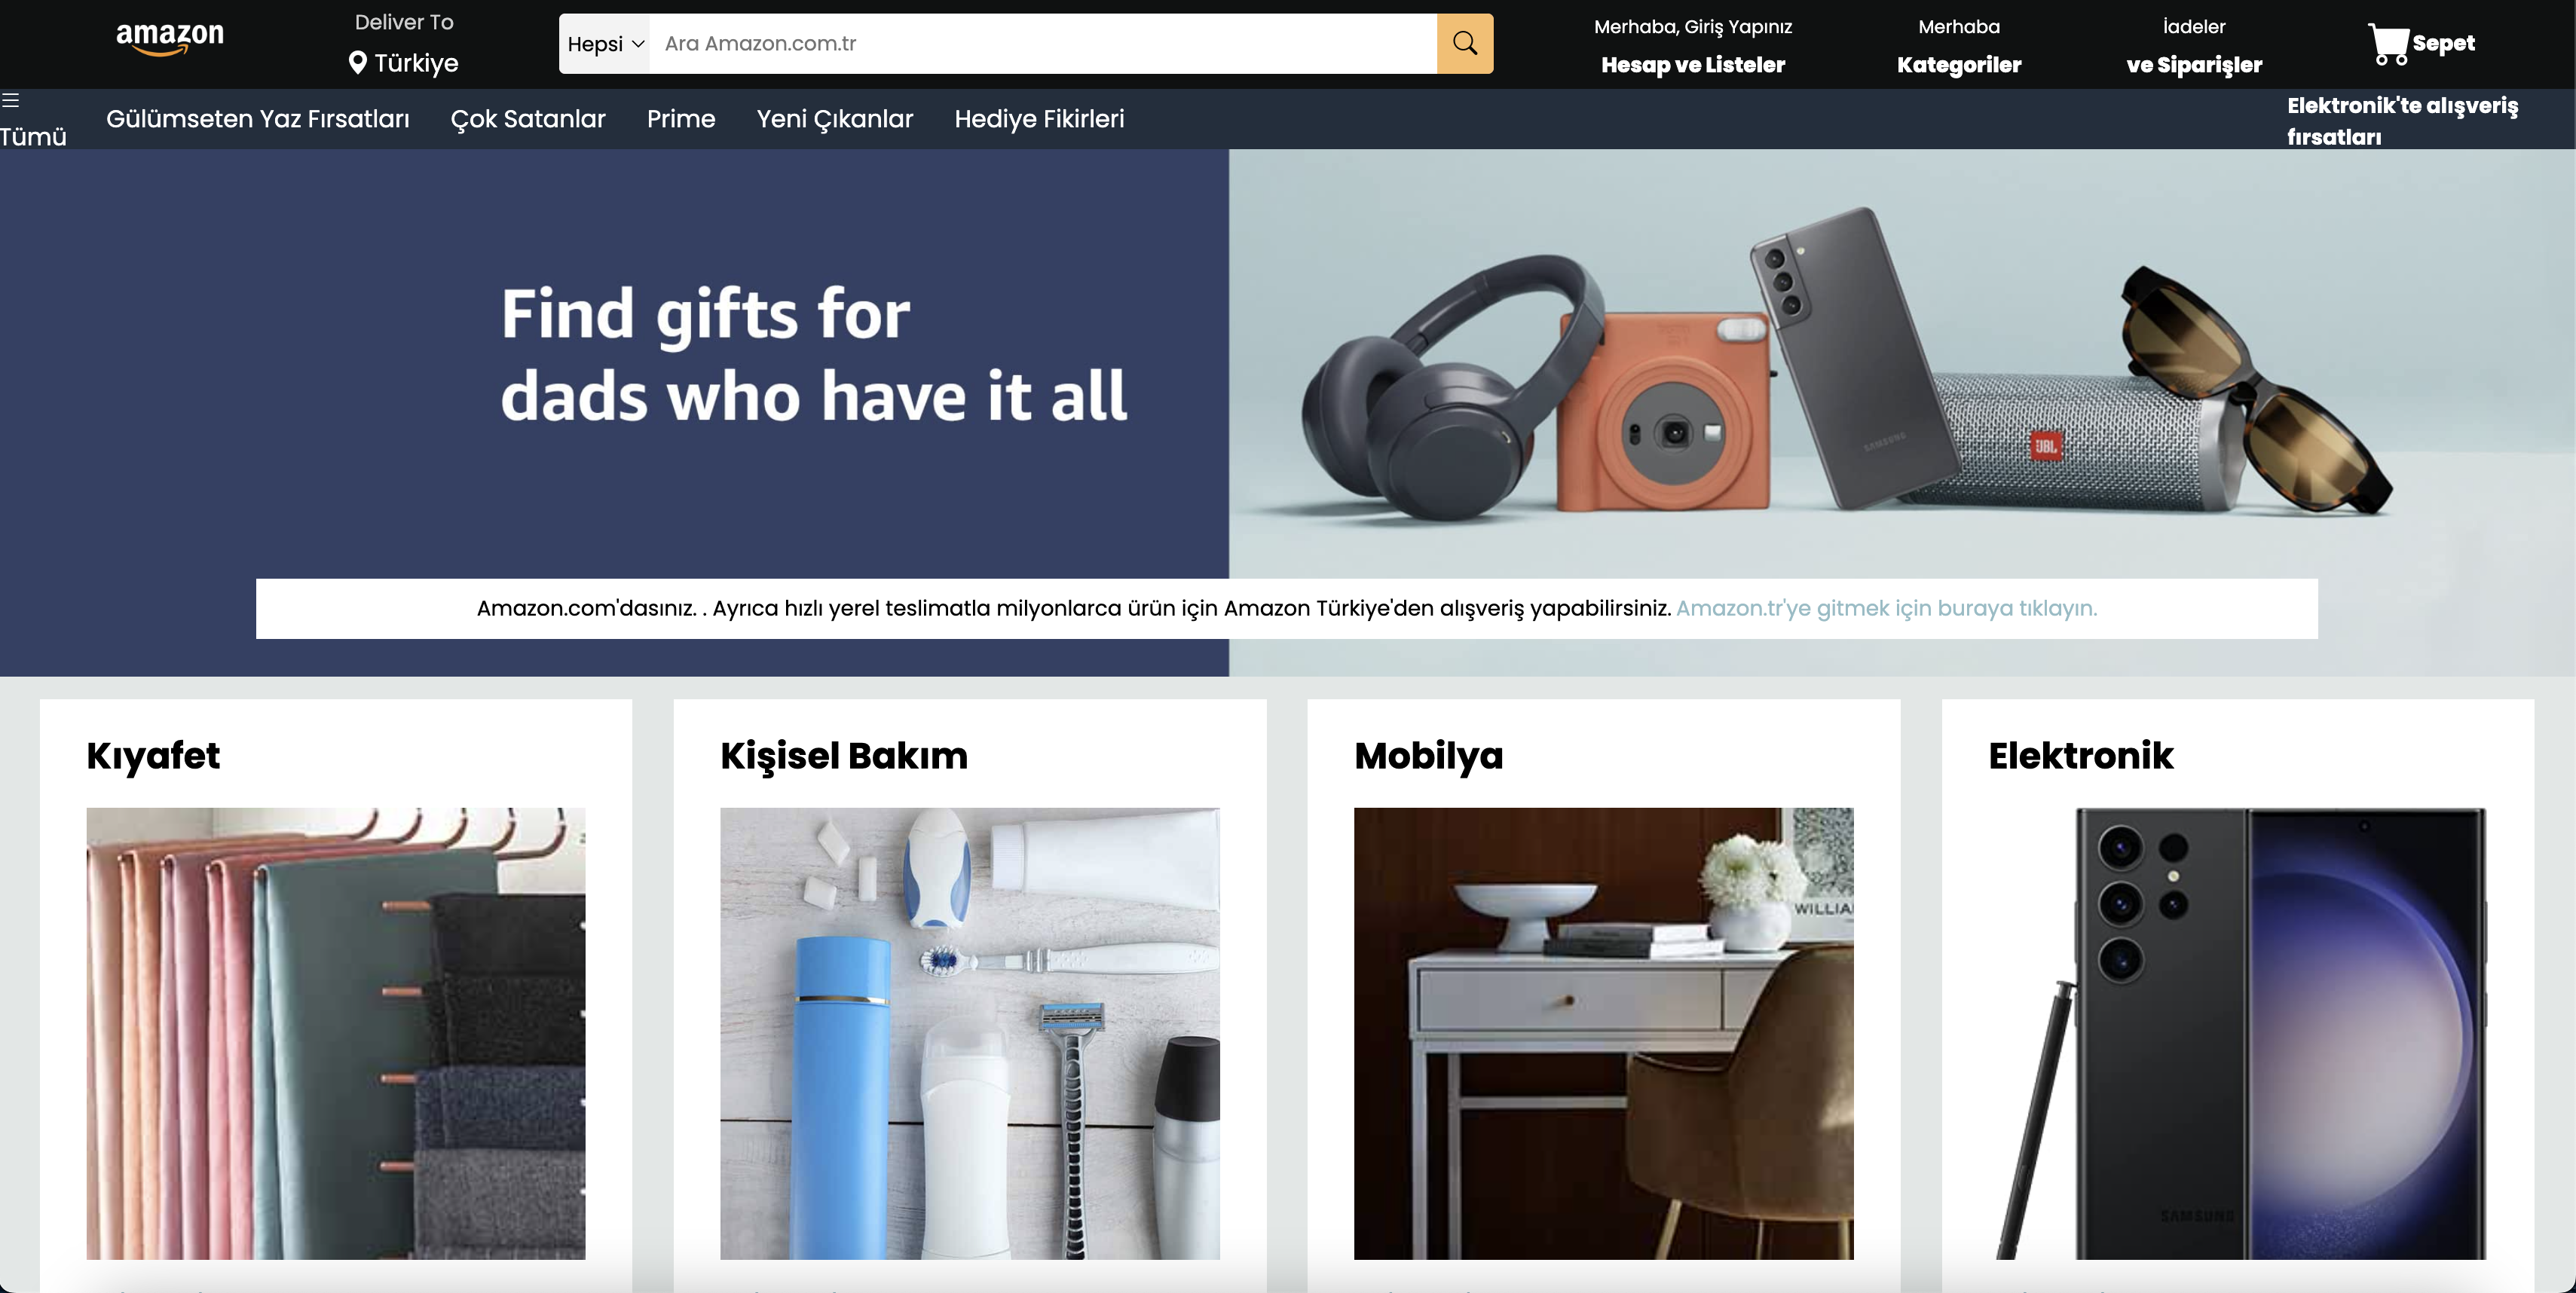 amazon
Deliver To
Türkiye
Hepsi
Ara Amazon.com.tr
Merhaba, Giriş Yapınız
Hesap ve Listeler
Merhaba
Kategoriler
İadeler
ve Siparişler
Sepet
Tümü
Gülümseten Yaz Fırsatları
Çok Satanlar
Prime
Yeni Çıkanlar
Hediye Fikirleri
Elektronik'te alışveriş
fırsatları
Find gifts for
dads who have it all
SAMSUNG
JBL
Amazon.com'dasınız. . Ayrıca hızlı yerel teslimatla milyonlarca ürün için Amazon Türkiye'den alışveriş yapabilirsiniz. Amazon.tr'ye gitmek için buraya tıklayın.
Kıyafet
Kişisel Bakım
Mobilya
Elektronik
WILLIA
SAMSUNG